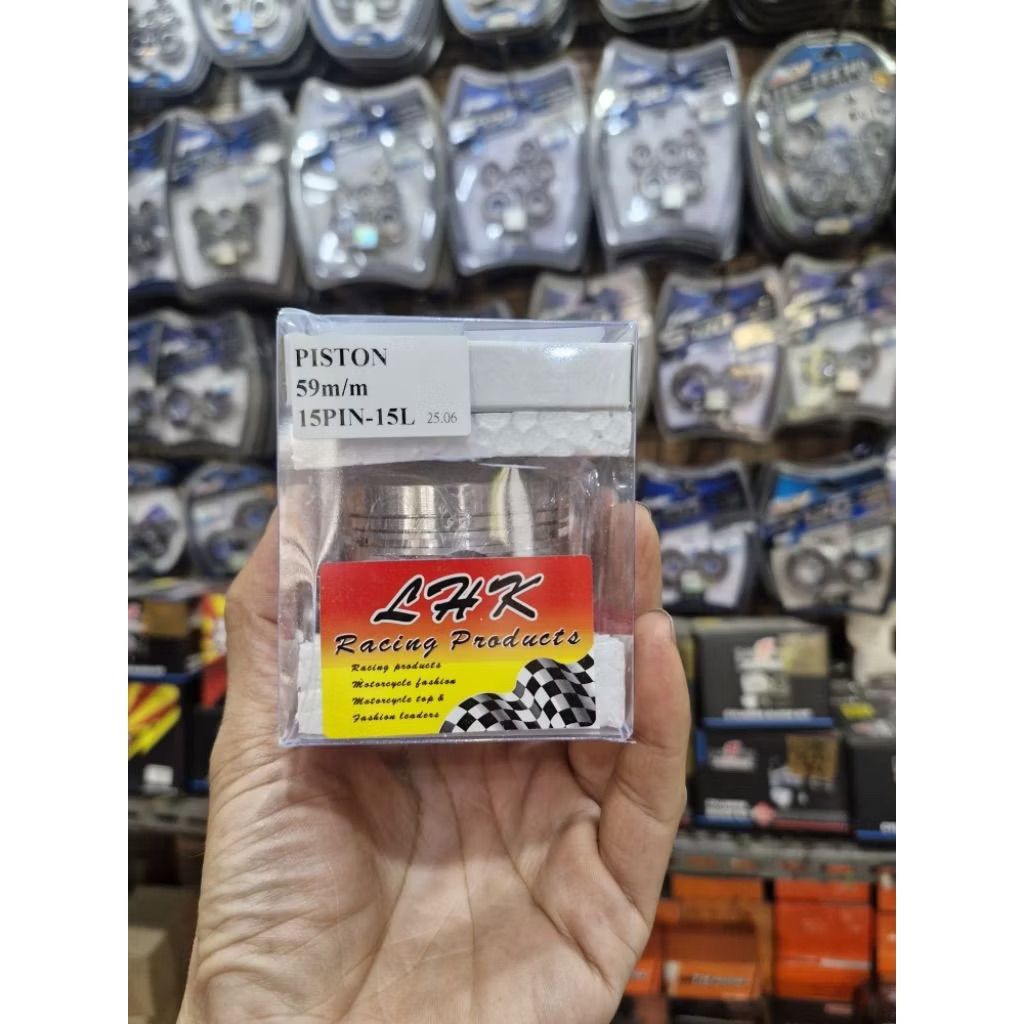 PISTON
59m/m
15PIN-15L 25.06
LHK
Racing Products
Racing products
Motorcycle fashion
Motorcycle top &
Fashion leaders